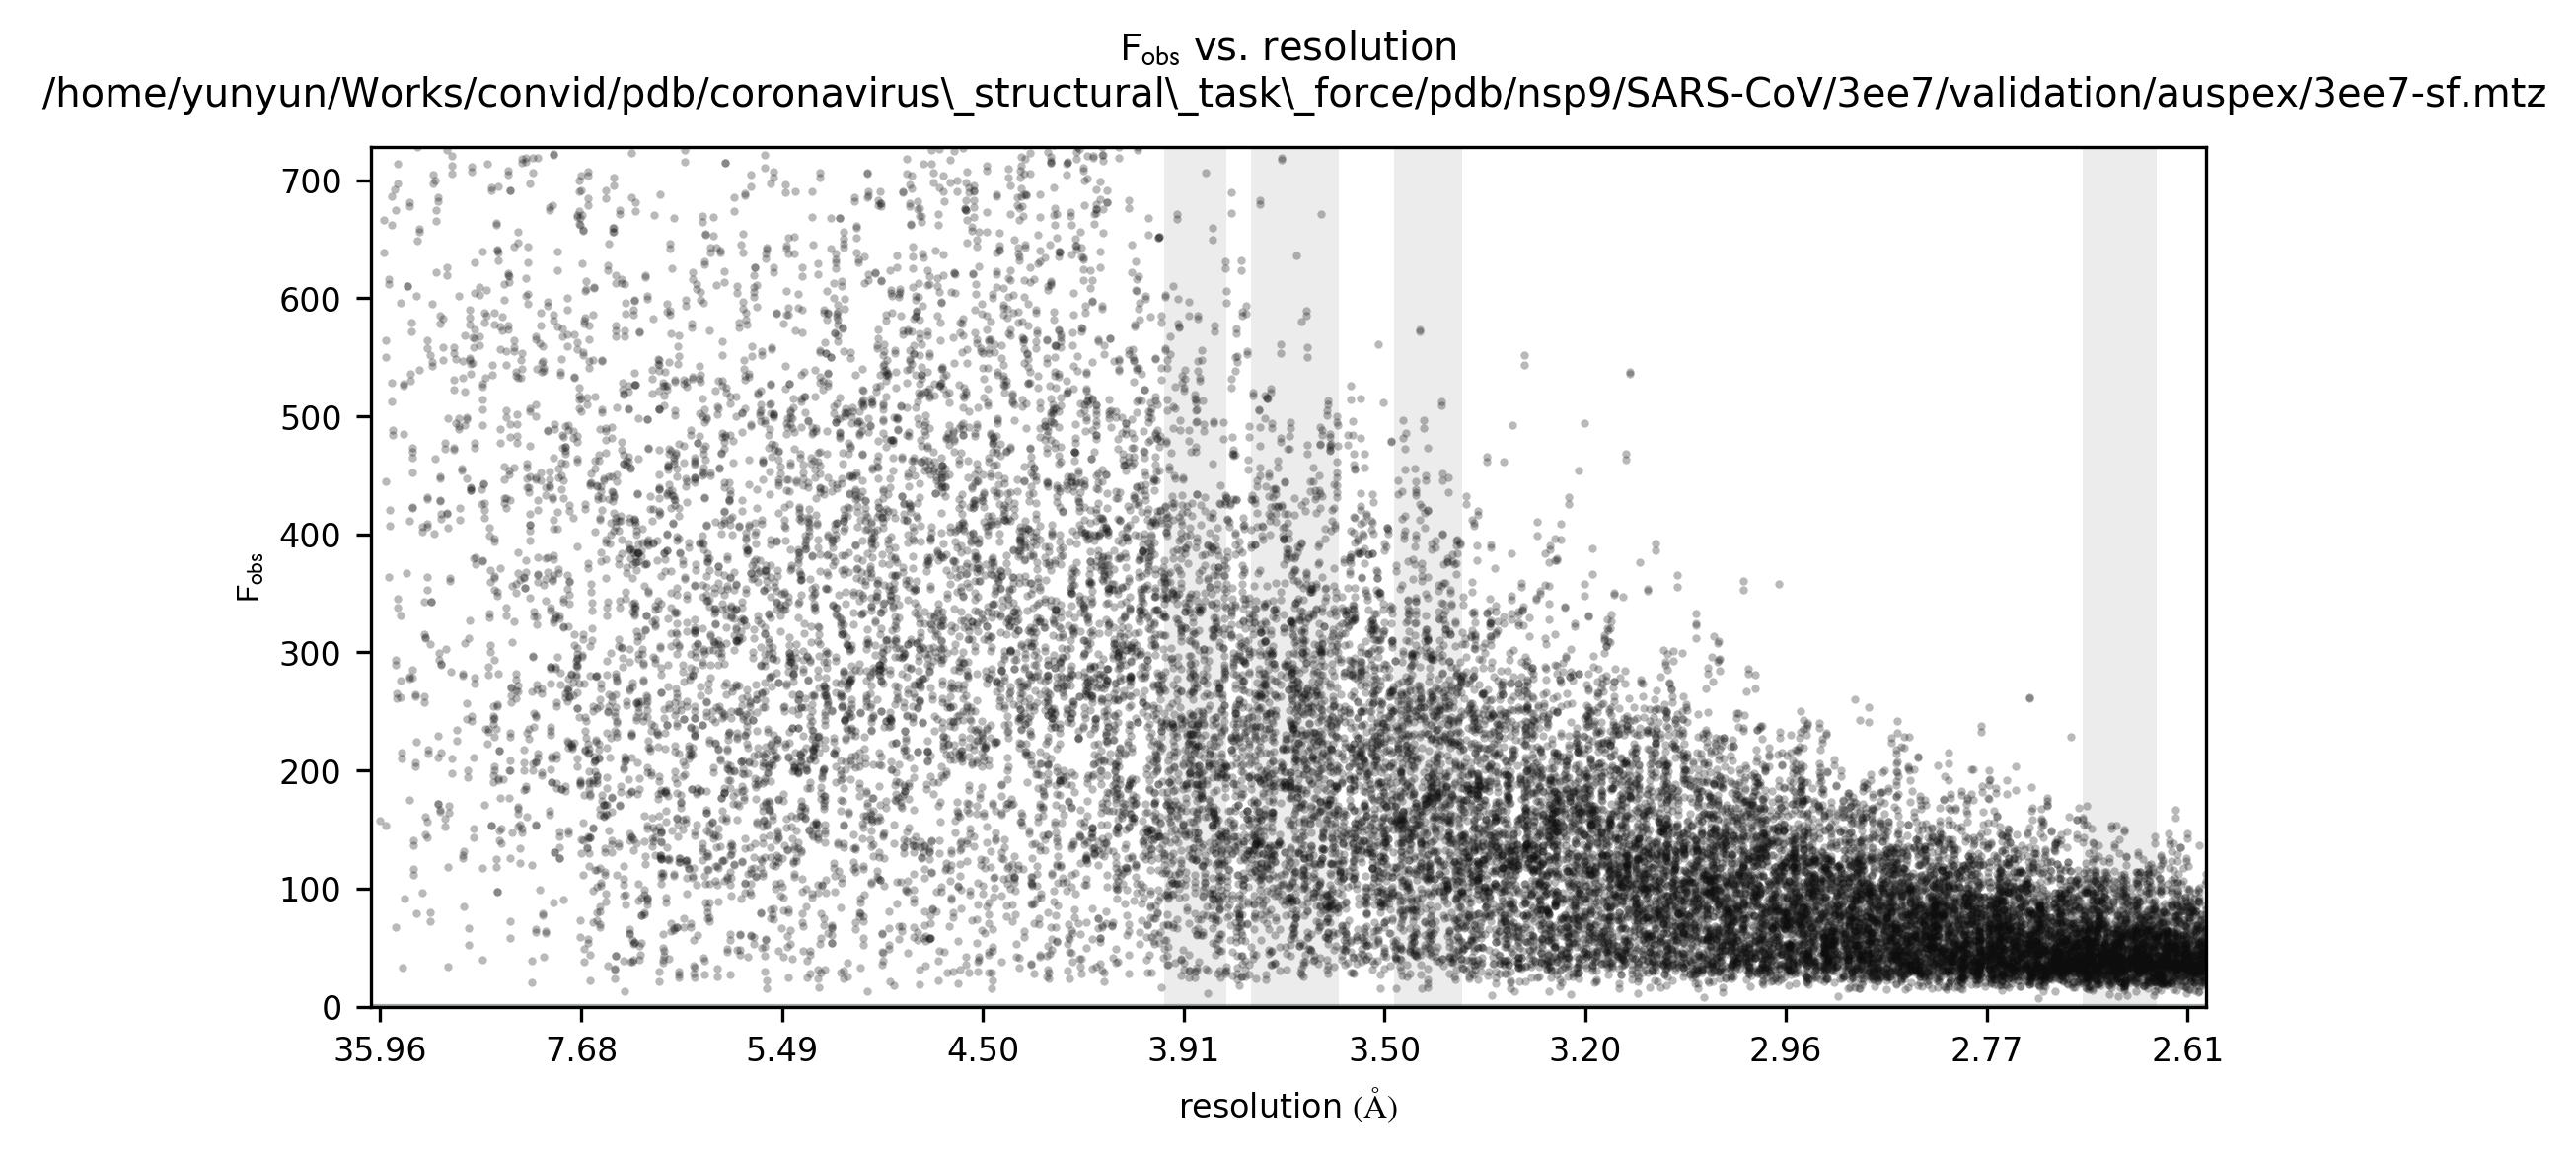 Fobs vs. resolution
/home/yunyun/Works/convid/pdb/coronavirus\_structural\_task\_force/pdb/nsp9/SARS-CoV/3ee7/validation/auspex/3ee7-sf.mtz
700
600
500
400
300
200
100
0
Fobs
35.96 7.68 5.49 4.50 3.91 3.50 3.20 2.96 2.77 2.61
resolution (Å)